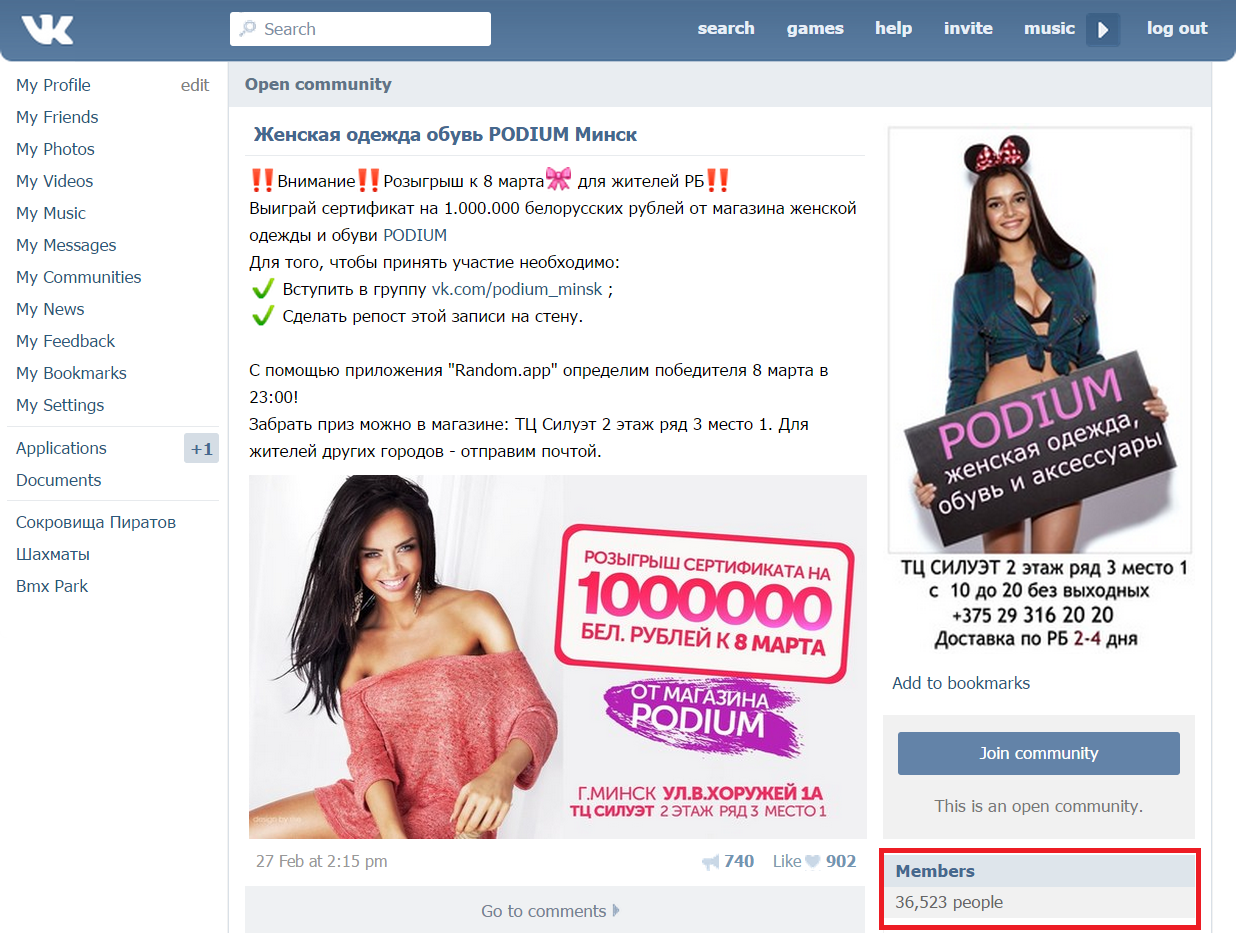 Search
search games help invite music log out
My Profile edit
My Friends
My Photos
My Videos
My Music
My Messages
My Communities
My News
My Feedback
My Bookmarks
My Settings
Applications +1
Documents
Сокровища Пиратов
Шахматы
Bmx Park
Open community
Женская одежда обувь PODIUM Минск
‼Внимание‼Розыгрыш к 8 марта🎀 для жителей РБ‼
Выиграй сертификат на 1.000.000 белорусских рублей от магазина женской
одежды и обуви PODIUM
Для того, чтобы принять участие необходимо:
✔ Вступить в группу vk.com/podium_minsk ;
✔ Сделать репост этой записи на стену.
С помощью приложения "Random.app" определим победителя 8 марта в
23:00!
Забрать приз можно в магазине: ТЦ Силуэт 2 этаж ряд 3 место 1. Для
жителей других городов - отправим почтой.
РОЗЫГРЫШ СЕРТИФИКАТА НА
1000000
БЕЛ. РУБЛЕЙ К 8 МАРТА
ОТ МАГАЗИНА
PODIUM
Г.МИНСК УЛ.В.ХОРУЖЕЙ 1А
ТЦ СИЛУЭТ 2 ЭТАЖ РЯД 3 МЕСТО 1
design by
27 Feb at 2:15 pm 740 Like 902
Go to comments
PODIUM
женская одежда,
обувь и аксессуары
ТЦ СИЛУЭТ 2 этаж ряд 3 место 1
с 10 до 20 без выходных
+375 29 316 20 20
Доставка по РБ 2-4 дня
Add to bookmarks
Join community
This is an open community.
Members
36,523 people